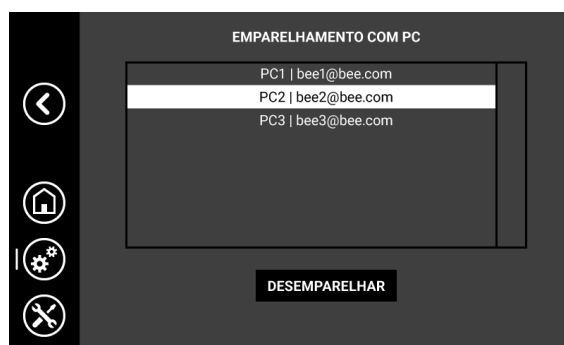 EMPARELHAMENTO COM PC
PC1 | bee1@bee.com
PC2 | bee2@bee.com
PC3 | bee3@bee.com
DESEMPARELHAR